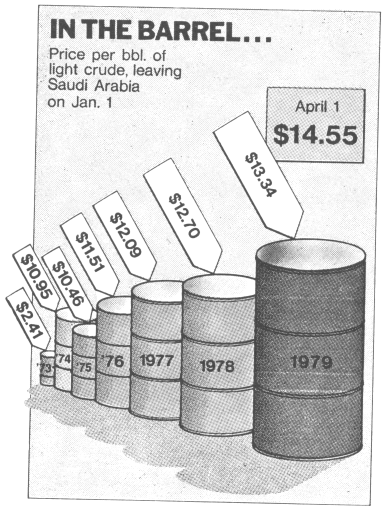 IN THE BARREL...
Price per bbl. of
light crude, leaving
Saudi Arabia
on Jan. 1
April 1
$14.55
$13.34
$12.70
$12.09
$11.51
$10.46
$10.95
$2.41
'73
'74
'75
'76
1977
1978
1979